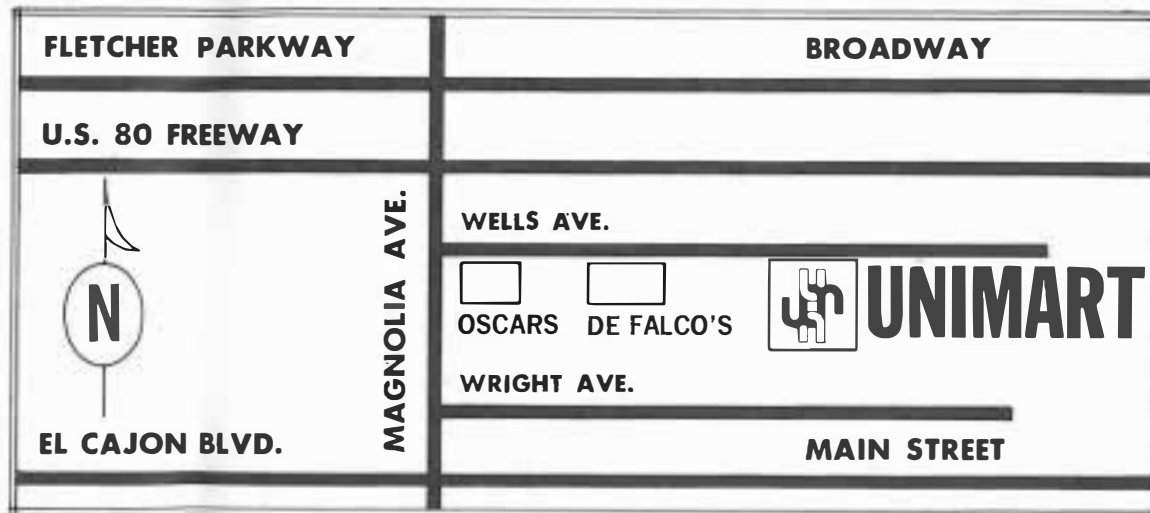 FLETCHER PARKWAY
BROADWAY
U.S. 80 FREEWAY
MAGNOLIA AVE.
WELLS AVE.
N
OSCARS
DE FALCO'S
UNIMART
WRIGHT AVE.
EL CAJON BLVD.
MAIN STREET